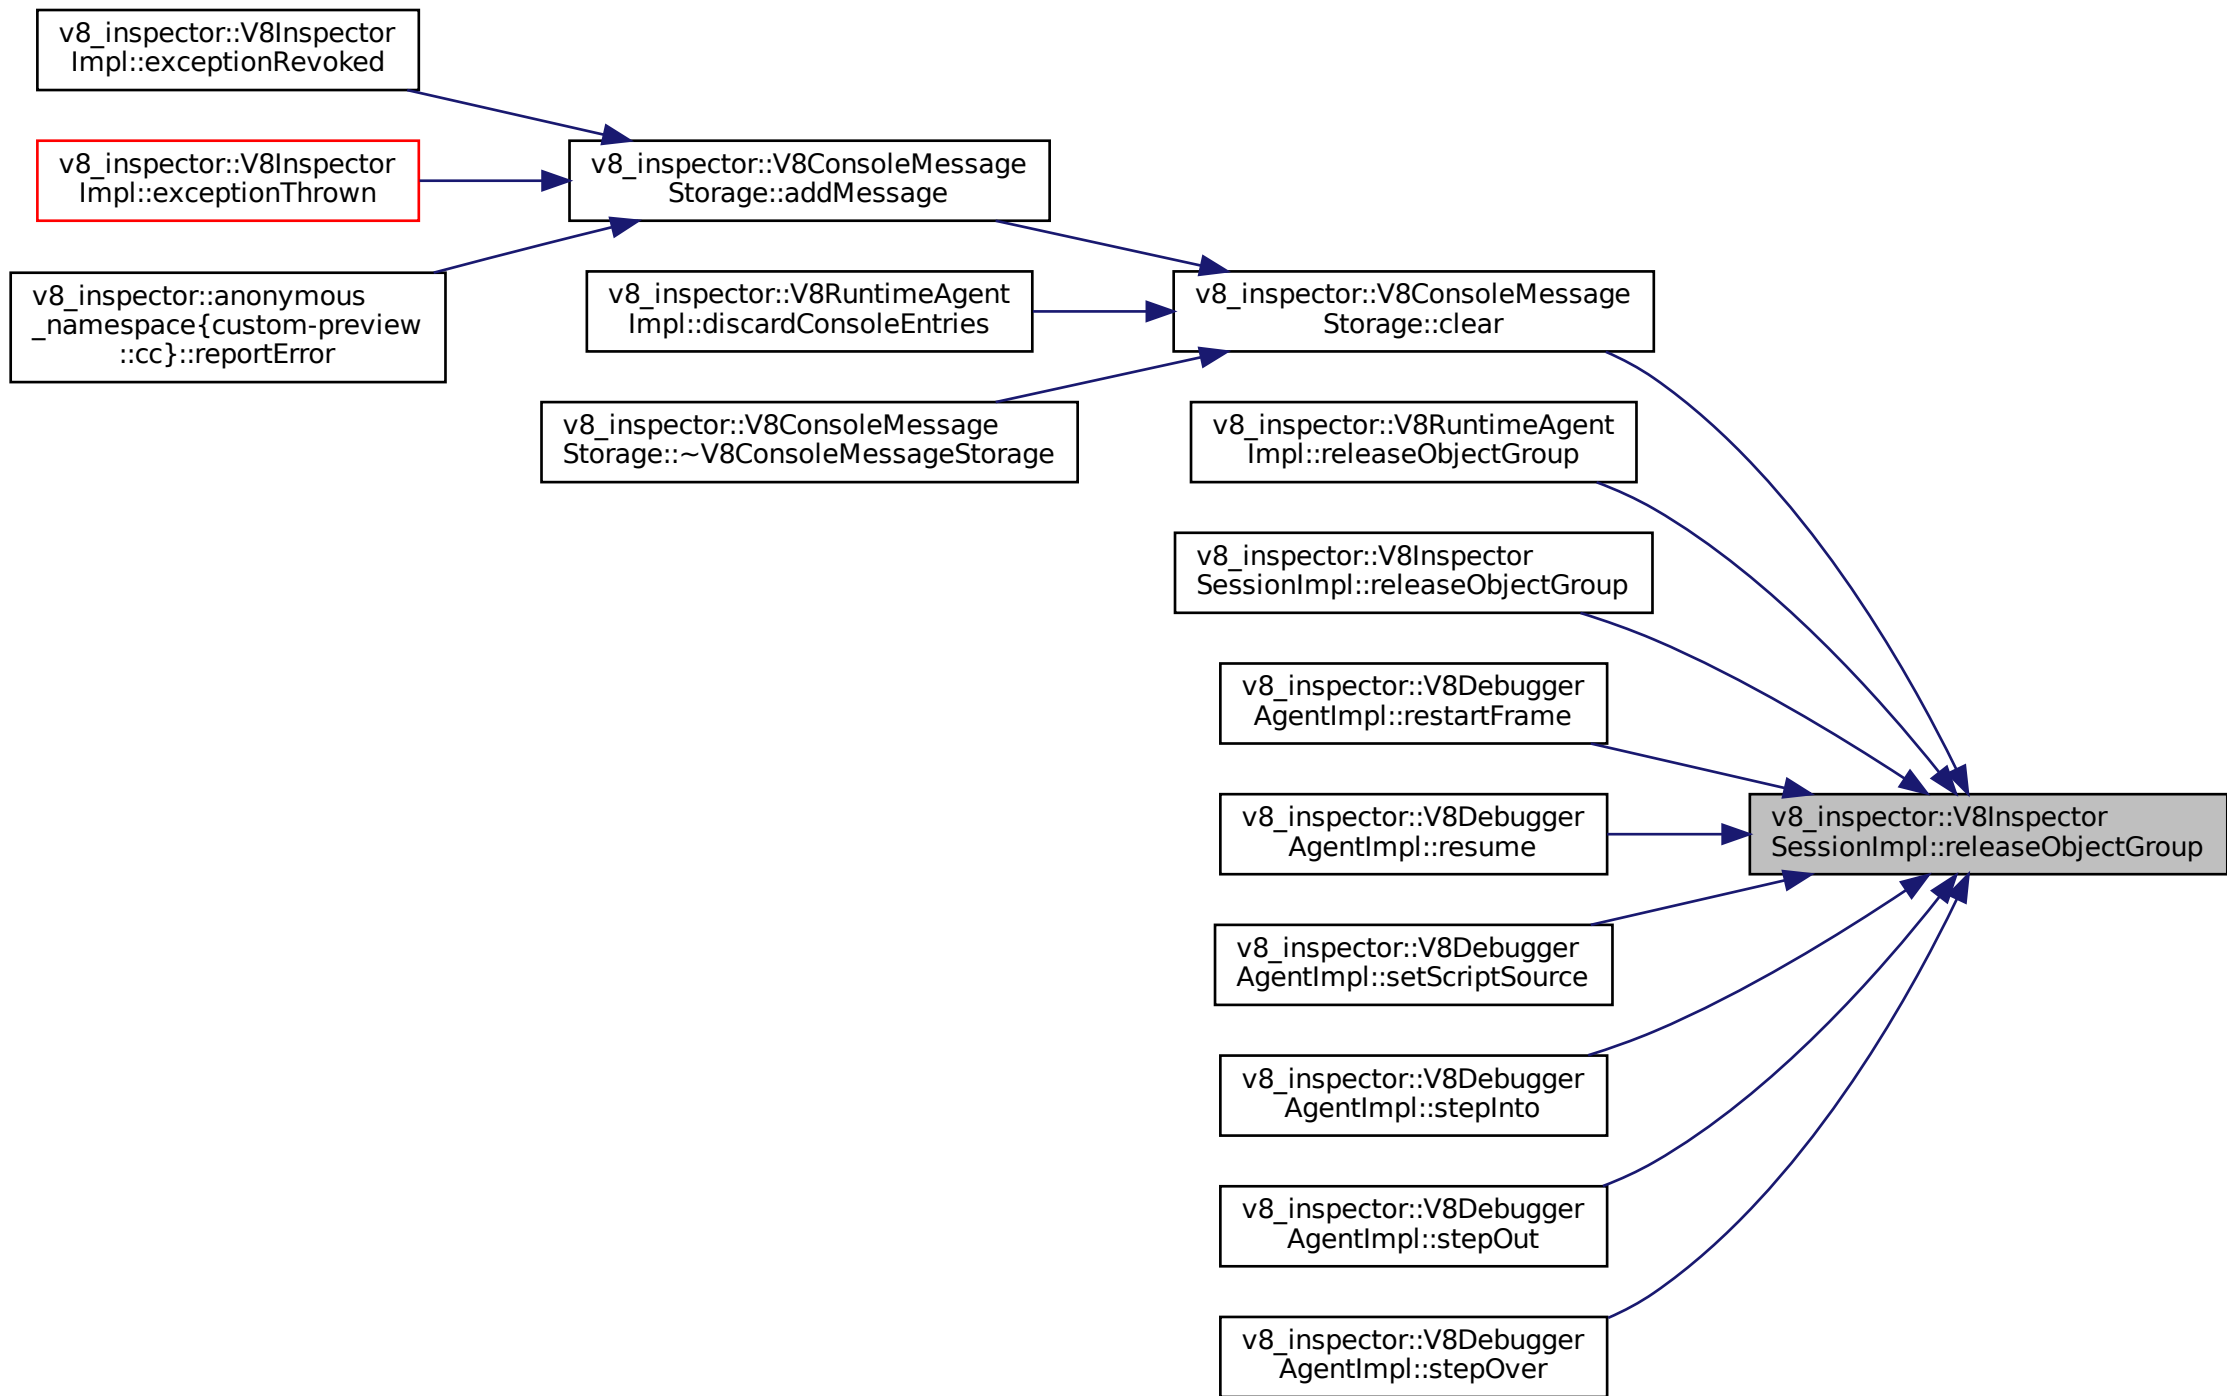 v8_inspector::V8Inspector
Impl::exceptionRevoked
v8_inspector::V8Inspector
Impl::exceptionThrown
v8_inspector::anonymous
_namespace{custom-preview
::cc}::reportError
v8_inspector::V8ConsoleMessage
Storage::addMessage
v8_inspector::V8RuntimeAgent
Impl::discardConsoleEntries
v8_inspector::V8ConsoleMessage
Storage::~V8ConsoleMessageStorage
v8_inspector::V8ConsoleMessage
Storage::clear
v8_inspector::V8RuntimeAgent
Impl::releaseObjectGroup
v8_inspector::V8Inspector
SessionImpl::releaseObjectGroup
v8_inspector::V8Debugger
AgentImpl::restartFrame
v8_inspector::V8Debugger
AgentImpl::resume
v8_inspector::V8Debugger
AgentImpl::setScriptSource
v8_inspector::V8Debugger
AgentImpl::stepInto
v8_inspector::V8Debugger
AgentImpl::stepOut
v8_inspector::V8Debugger
AgentImpl::stepOver
v8_inspector::V8Inspector
SessionImpl::releaseObjectGroup